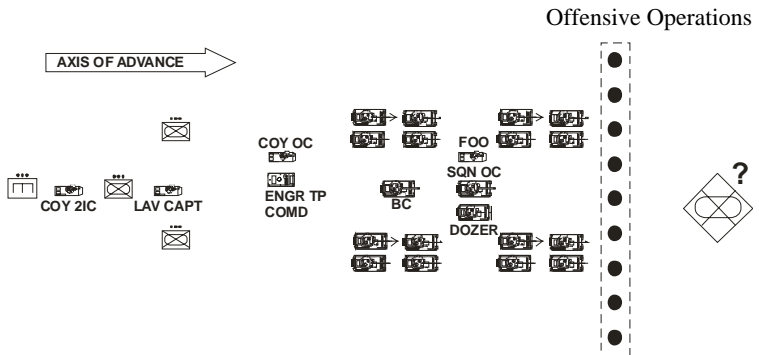 Offensive Operations
AXIS OF ADVANCE
?
COY OC
FOO
SQN OC
COY 2IC
LAV CAPT
ENGR TP
COMD
BC
DOZER